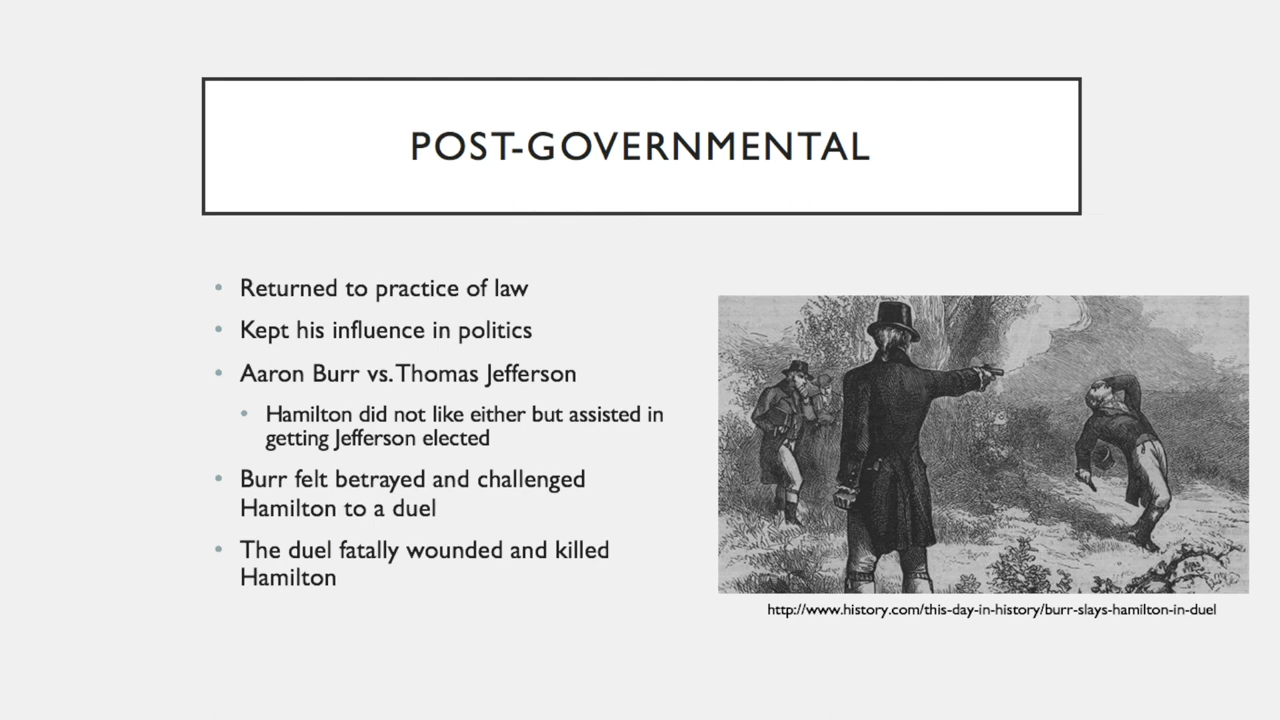 POST-GOVERNMENTAL
• Returned to practice of law
• Kept his influence in politics
• Aaron Burr vs. Thomas Jefferson
• Hamilton did not like either but assisted in
getting Jefferson elected
• Burr felt betrayed and challenged
Hamilton to a duel
• The duel fatally wounded and killed
Hamilton
http://www.history.com/this-day-in-history/burr-slays-hamilton-in-duel